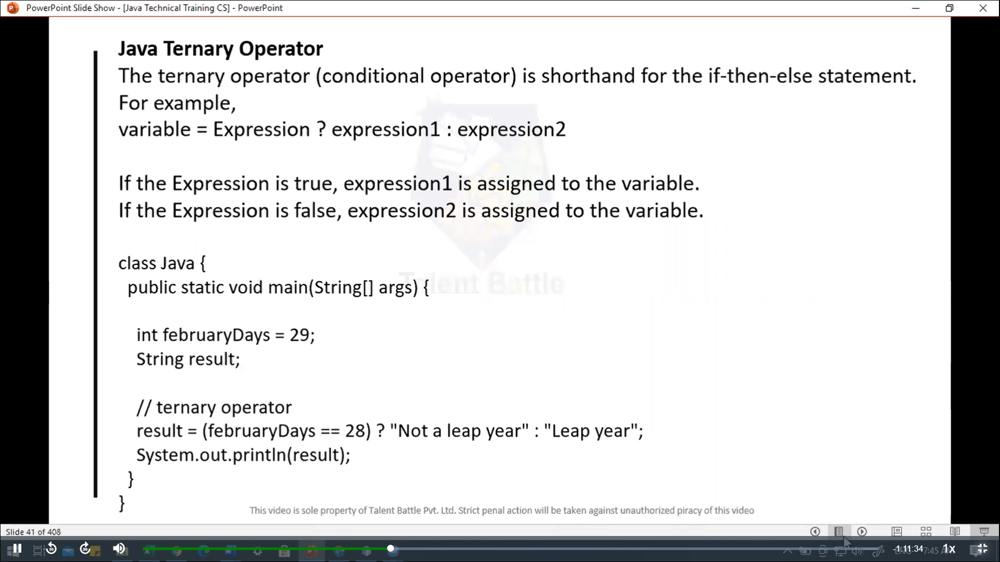 PowerPoint Slide Show - [Java Technical Training CS] - PowerPoint
Java Ternary Operator
The ternary operator (conditional operator) is shorthand for the if-then-else statement.
For example,
variable = Expression ? expression1 : expression2
If the Expression is true, expression1 is assigned to the variable.
If the Expression is false, expression2 is assigned to the variable.
class Java {
public static void main(String[] args) {
Talent Battle
int februaryDays = 29;
String result;
// ternary operator
result = (februaryDays == 28) ? "Not a leap year" : "Leap year";
System.out.println(result);
}
}
This video is sole property of Talent Battle Pvt. Ltd. Strict penal action will be taken against unauthorized piracy of this video
Slide 41 of 408
10
30
-1:11:34
1x